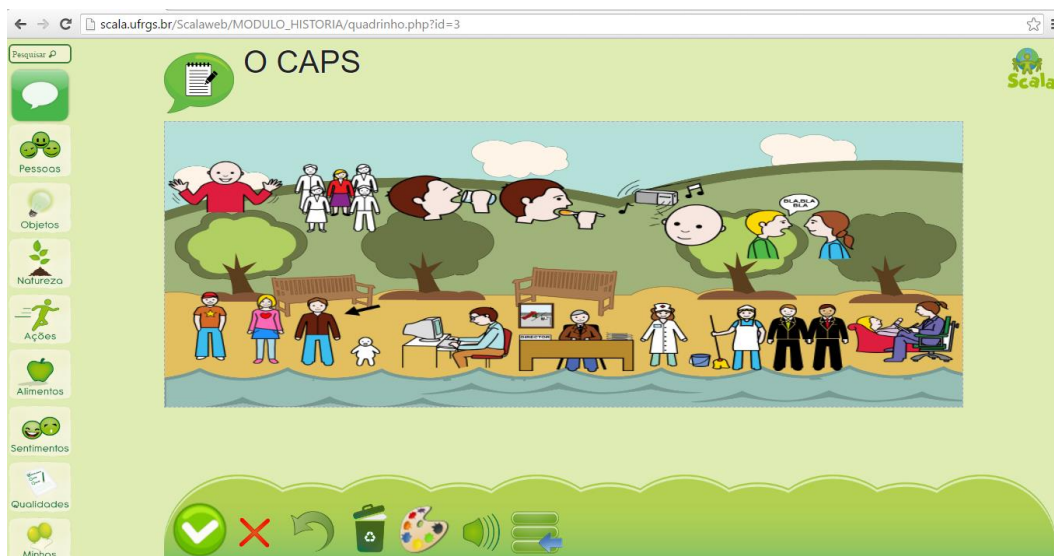 scala.ufrgs.br/Scalaweb/MODULO_HISTORIA/quadrinho.php?id=3
Pesquisar
O CAPS
Scala
Pessoas
Objetos
Natureza
Ações
Alimentos
Sentimentos
Qualidades
Minhas
BLA,BLA
BLA
DIRECTOR